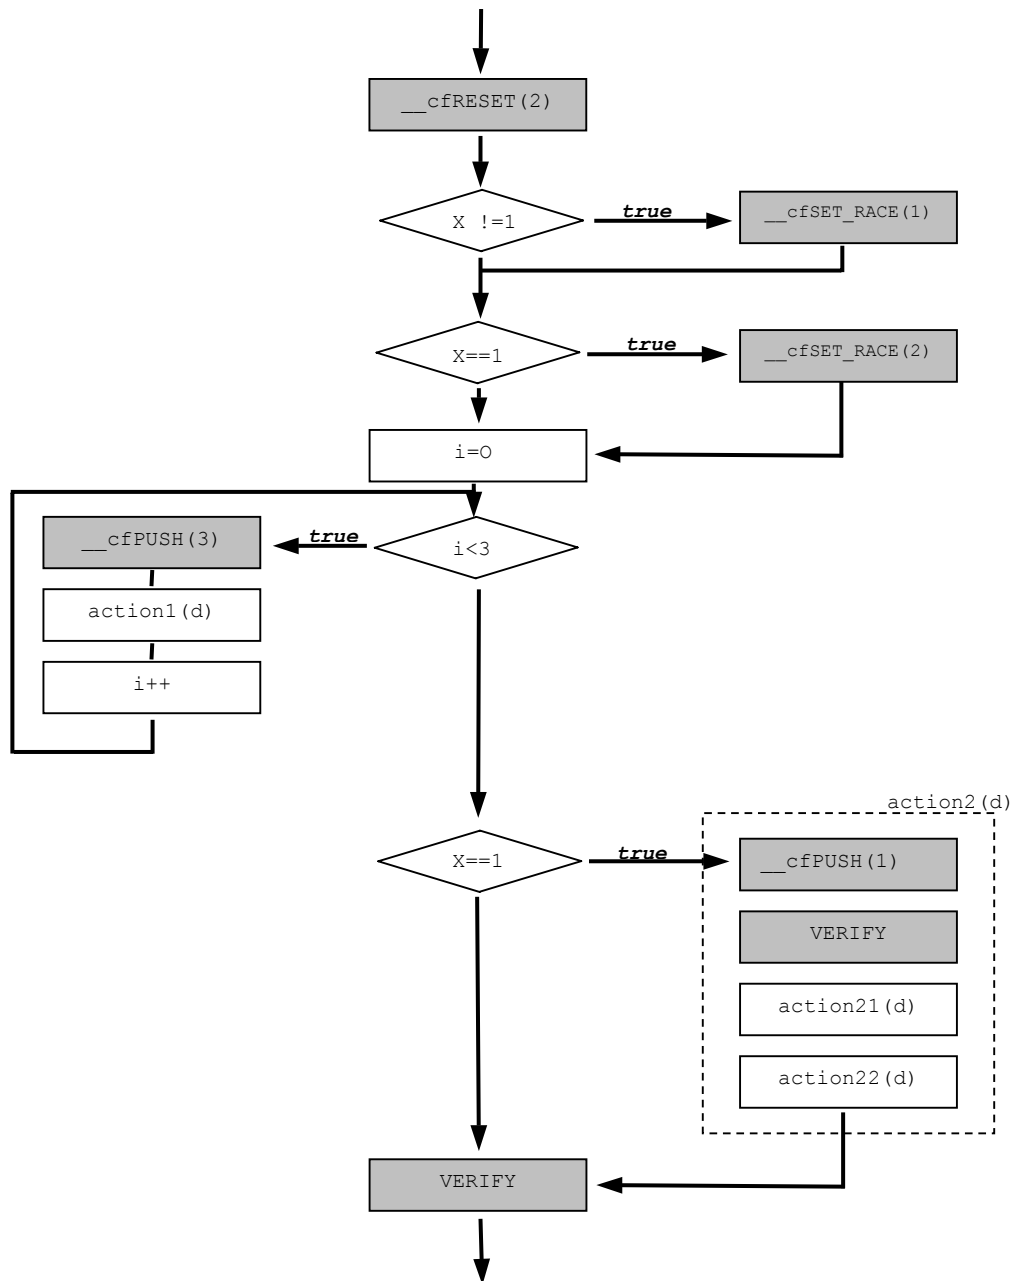 __cfRESET(2)
X !=1
true
__cfSET_RACE(1)
X==1
true
__cfSET_RACE(2)
i=O
__cfPUSH(3)
true
i<3
action1(d)
i++
action2(d)
X==1
true
__cfPUSH(1)
VERIFY
action21(d)
action22(d)
VERIFY